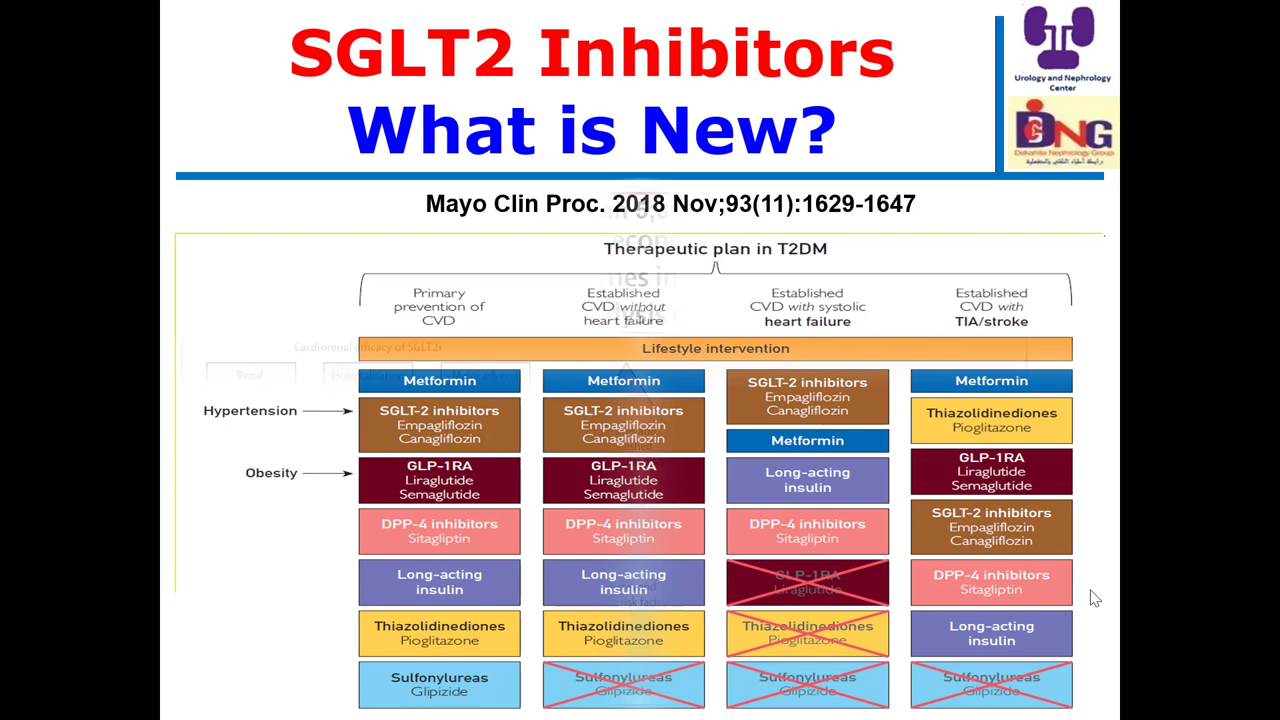 SGLT2 Inhibitors
What is New?
Urology and Nephrology
Center
DNG
Dakahlia Nephrology Group
Mayo Clin Proc. 2018 Nov;93(11):1629-1647
Therapeutic plan in T2DM
Primary
prevention of
CVD
Established
CVD without
heart failure
Established
CVD with systolic
heart failure
Established
CVD with
TIA/stroke
Lifestyle intervention
Cardiorenal efficacy of SGLT2i
Renal
Hypertension
Obesity
Metformin
SGLT-2 inhibitors
Empagliflozin
Canagliflozin
GLP-1RA
Liraglutide
Semaglutide
DPP-4 inhibitors
Sitagliptin
Long-acting
insulin
Thiazolidinediones
Pioglitazone
Sulfonylureas
Glipizide
Metformin
SGLT-2 inhibitors
Empagliflozin
Canagliflozin
GLP-1RA
Liraglutide
Semaglutide
DPP-4 inhibitors
Sitagliptin
Long-acting
insulin
Thiazolidinediones
Pioglitazone
Sulfonylureas
Glipizide
SGLT-2 inhibitors
Empagliflozin
Canagliflozin
Metformin
Long-acting
insulin
DPP-4 inhibitors
Sitagliptin
GLP-1RA
Liraglutide
Thiazolidinediones
Pioglitazone
Sulfonylureas
Glipizide
Metformin
Thiazolidinediones
Pioglitazone
GLP-1RA
Liraglutide
Semaglutide
SGLT-2 inhibitors
Empagliflozin
Canagliflozin
DPP-4 inhibitors
Sitagliptin
Long-acting
insulin
Sulfonylureas
Glipizide